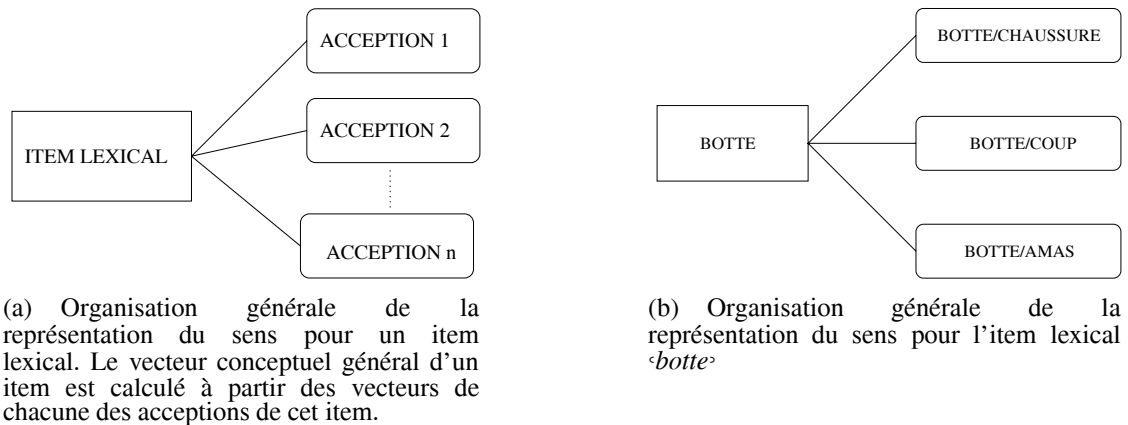 ACCEPTION 1
ACCEPTION 2
ITEM LEXICAL
ACCEPTION n
(a) Organisation générale de la
représentation du sens pour un item
lexical. Le vecteur conceptuel général d'un
item est calculé à partir des vecteurs de
chacune des acceptions de cet item.
BOTTE/CHAUSSURE
BOTTE
BOTTE/COUP
BOTTE/AMAS
(b) Organisation générale de la
représentation du sens pour l'item lexical
‹botte›